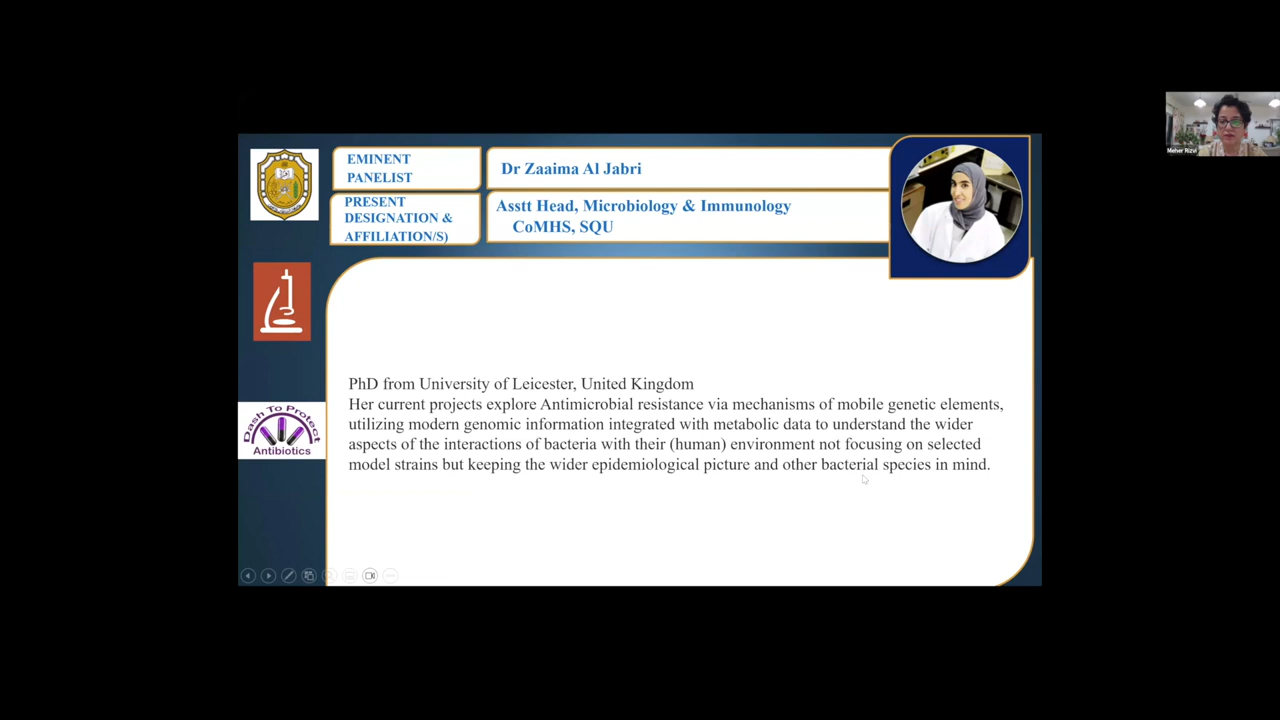 EMINENT
PANELIST
Dr Zaaima Al Jabri
PRESENT
DESIGNATION &
AFFILIATION/S)
Asstt Head, Microbiology & Immunology
CoMHS, SQU
Meher Rizvi
PhD from University of Leicester, United Kingdom
Her current projects explore Antimicrobial resistance via mechanisms of mobile genetic elements,
utilizing modern genomic information integrated with metabolic data to understand the wider
aspects of the interactions of bacteria with their (human) environment not focusing on selected
model strains but keeping the wider epidemiological picture and other bacterial species in mind.
Dash To Protect
Antibiotics